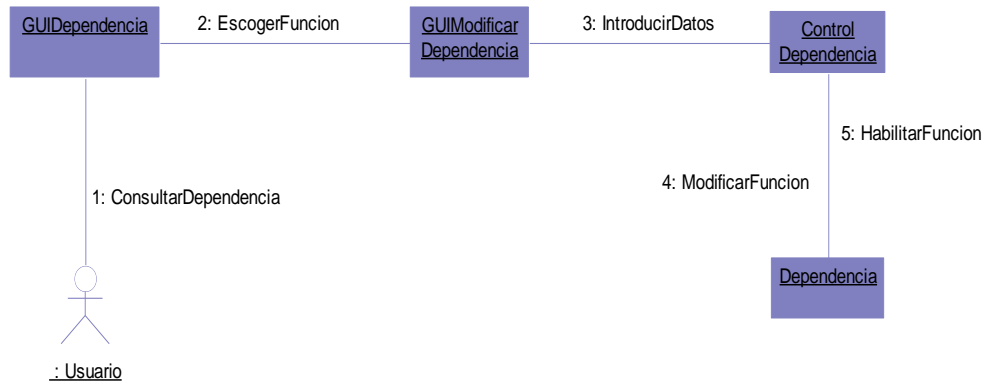 GUIDependencia
2: EscogerFuncion
GUIModificar
Dependencia
3: IntroducirDatos
Control
Dependencia
5: HabilitarFuncion
4: ModificarFuncion
1: ConsultarDependencia
Dependencia
: Usuario